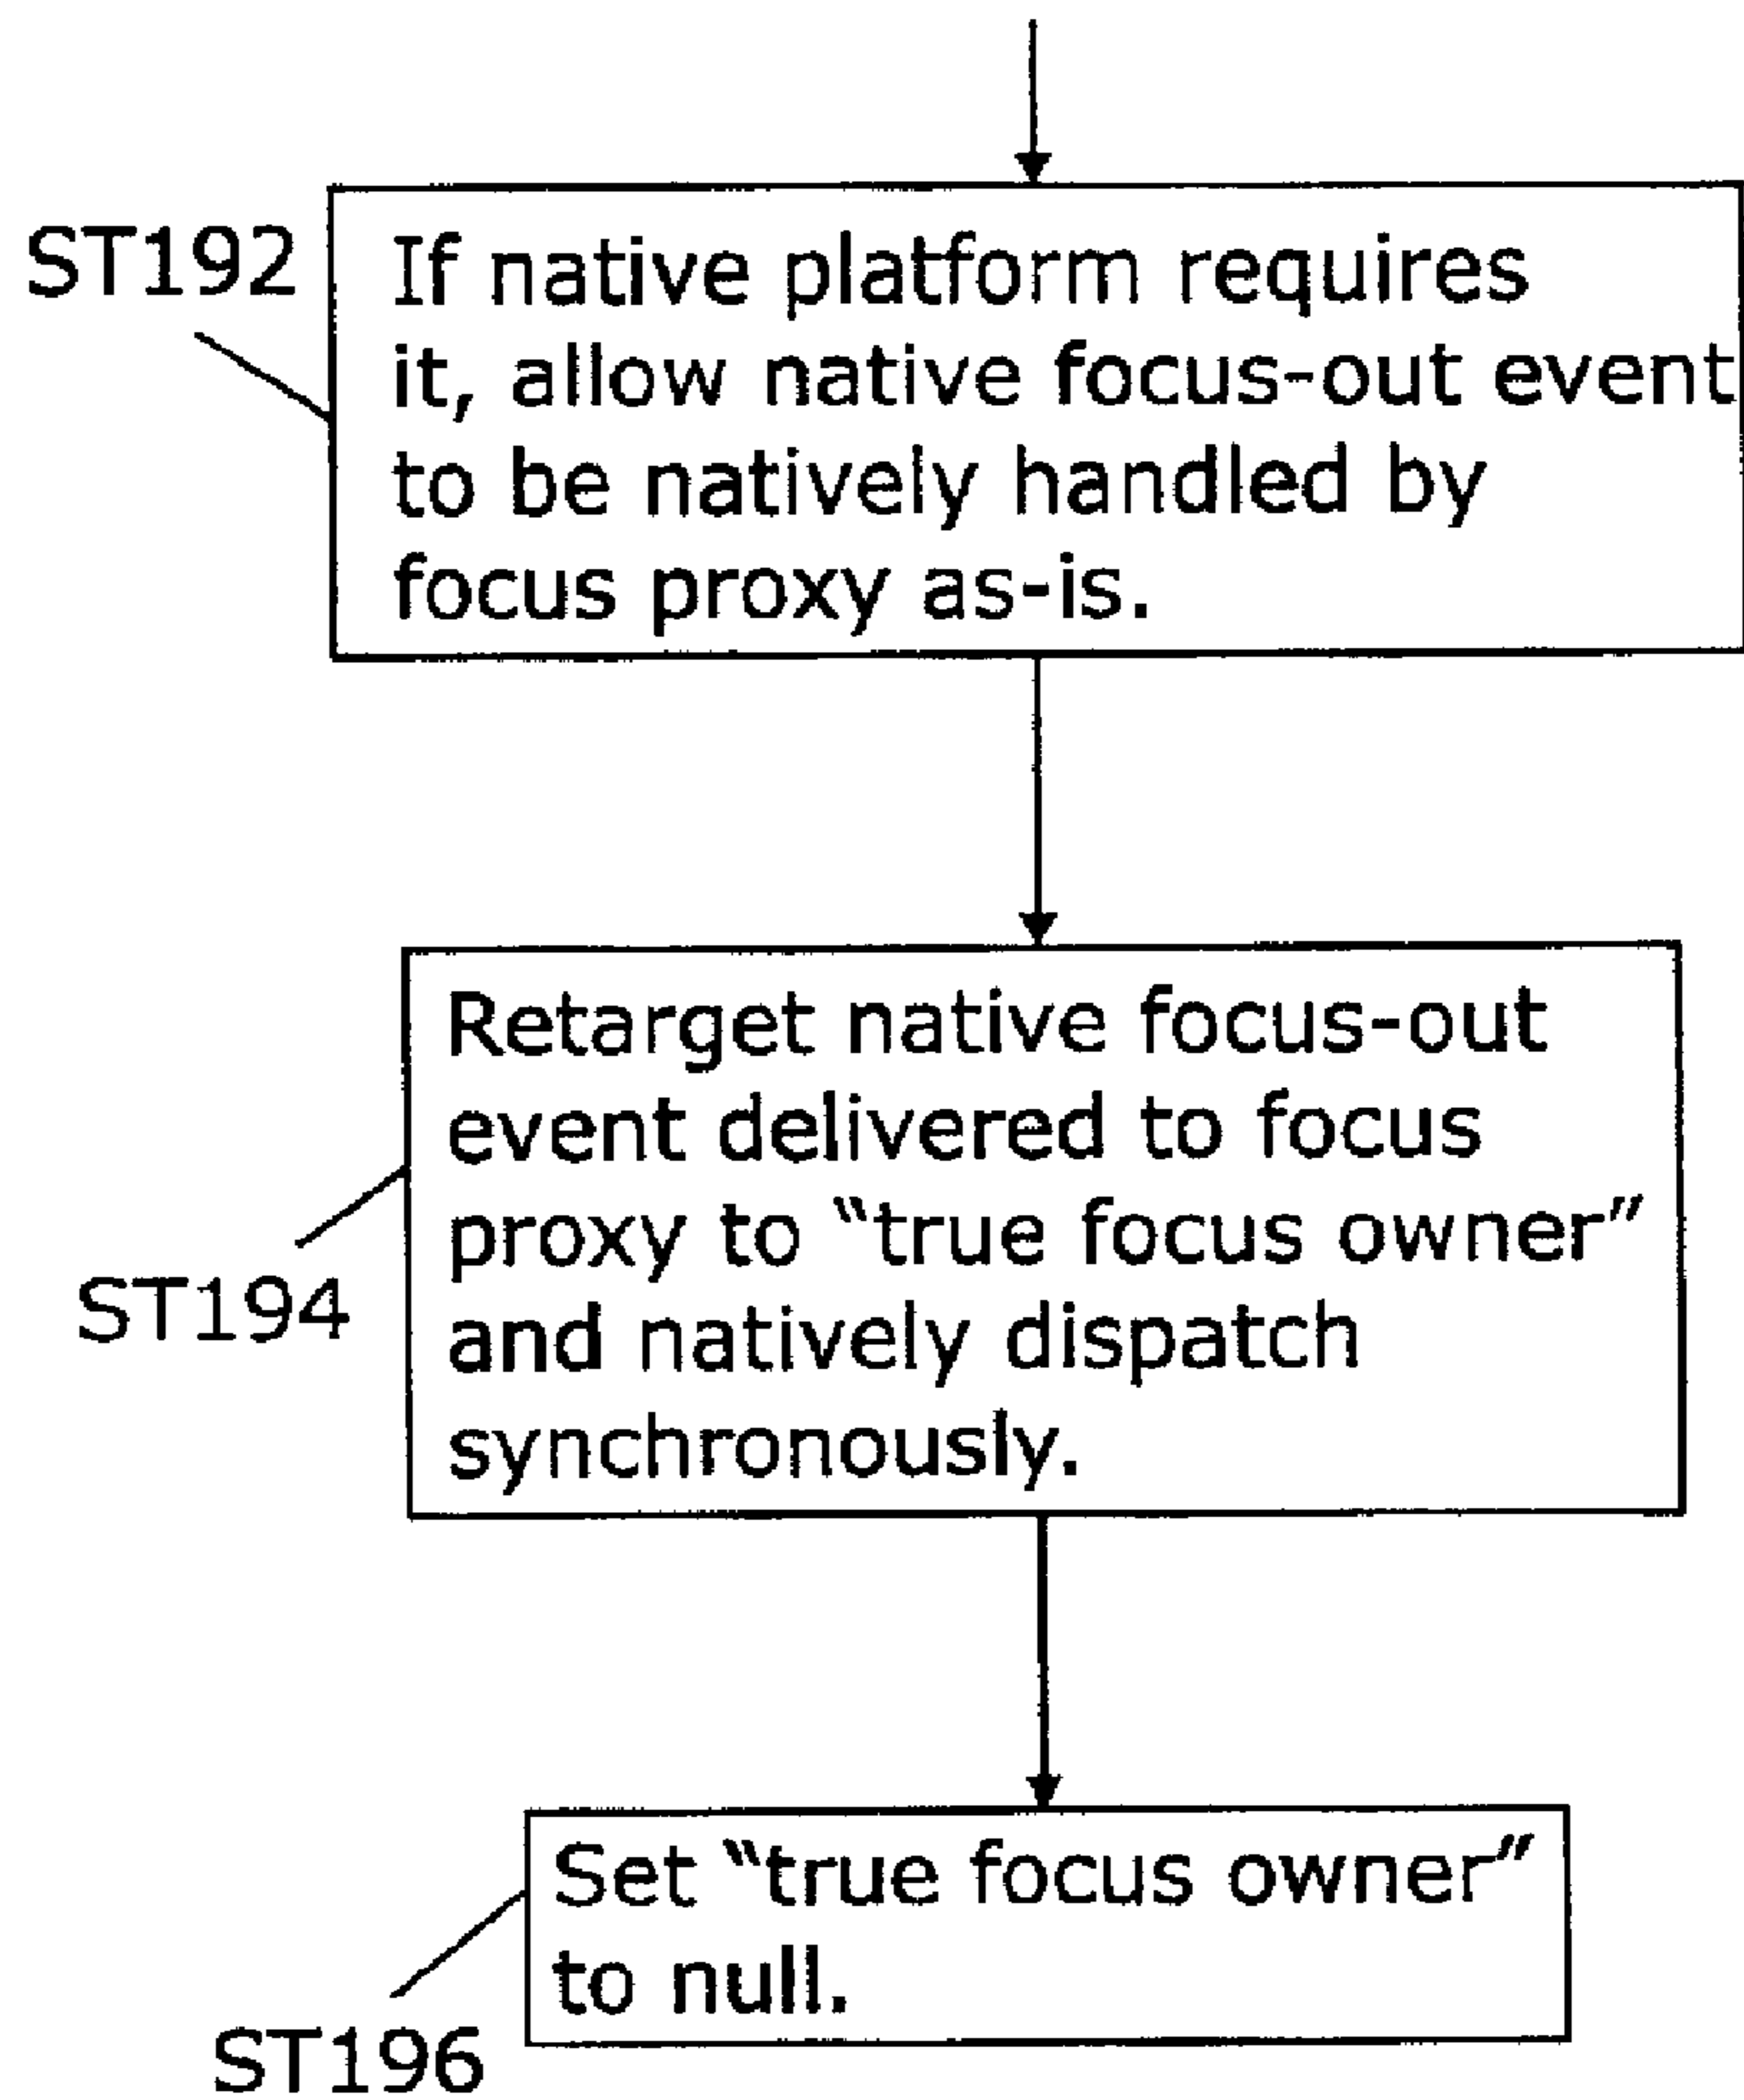 ST192
If native platform requires
it, allow native focus-out event
to be natively handled by
focus proxy as-is.
Retarget native focus-out
event delivered to focus
proxy to “true focus owner”
and natively dispatch
synchronously.
ST194
Set “true focus owner”
to null.
ST196